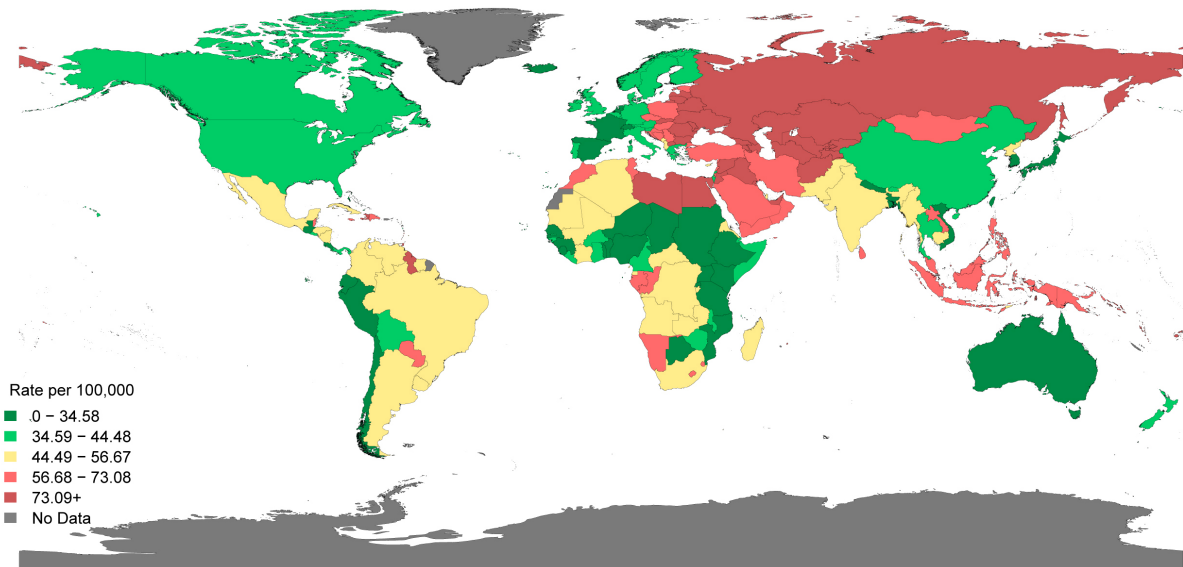 Rate per 100,000
.0 – 34.58
34.59 – 44.48
44.49 – 56.67
56.68 – 73.08
73.09+
No Data